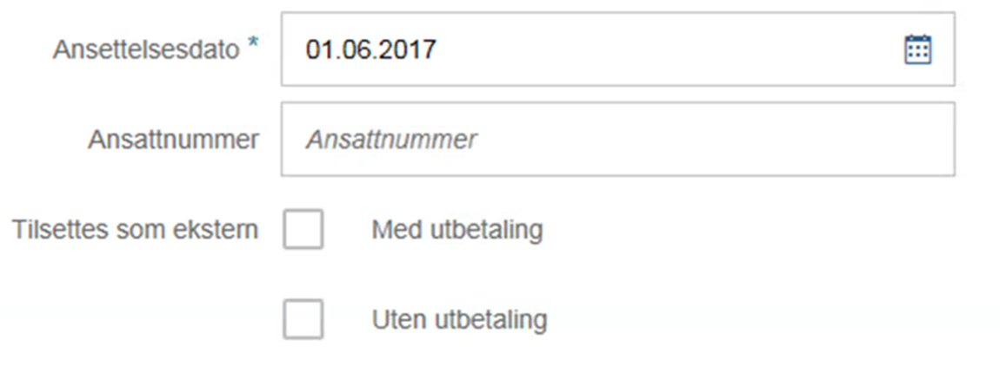 Ansettelsesdato * 01.06.2017
Ansattnummer Ansattnummer
Tilsettes som ekstern Med utbetaling
Uten utbetaling